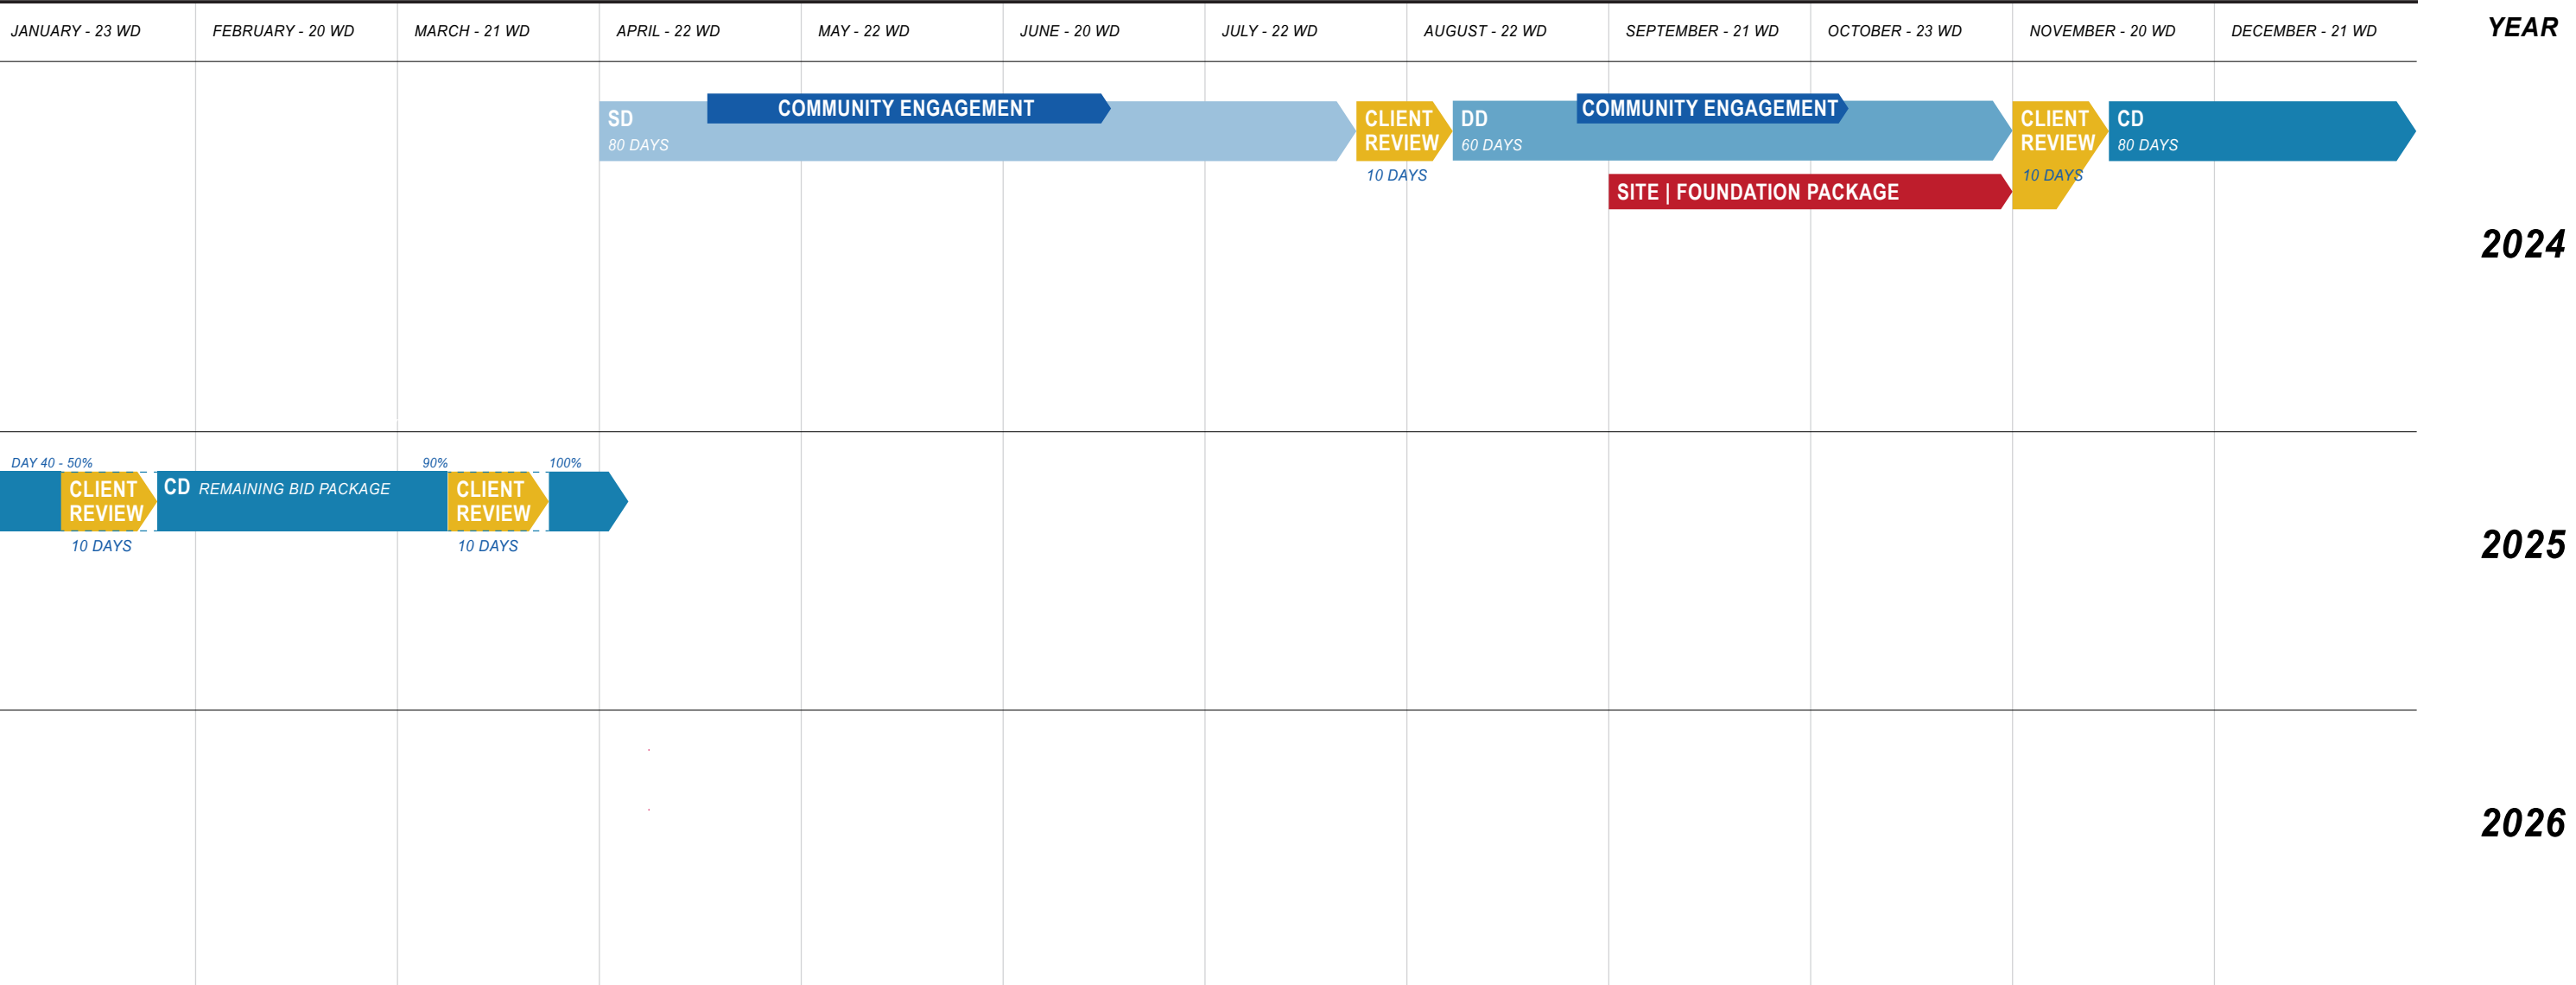 JANUARY - 23 WD
FEBRUARY - 20 WD
MARCH - 21 WD
APRIL - 22 WD
MAY - 22 WD
JUNE - 20 WD
JULY - 22 WD
AUGUST - 22 WD
SEPTEMBER - 21 WD
OCTOBER - 23 WD
NOVEMBER - 20 WD
DECEMBER - 21 WD
YEAR
SD
80 DAYS
COMMUNITY ENGAGEMENT
CLIENT
REVIEW
10 DAYS
DD
60 DAYS
COMMUNITY ENGAGEMENT
SITE | FOUNDATION PACKAGE
CLIENT
REVIEW
10 DAYS
CD
80 DAYS
2024
DAY 40 - 50%
CLIENT
REVIEW
10 DAYS
CD REMAINING BID PACKAGE
90%
CLIENT
REVIEW
10 DAYS
100%
2025
2026